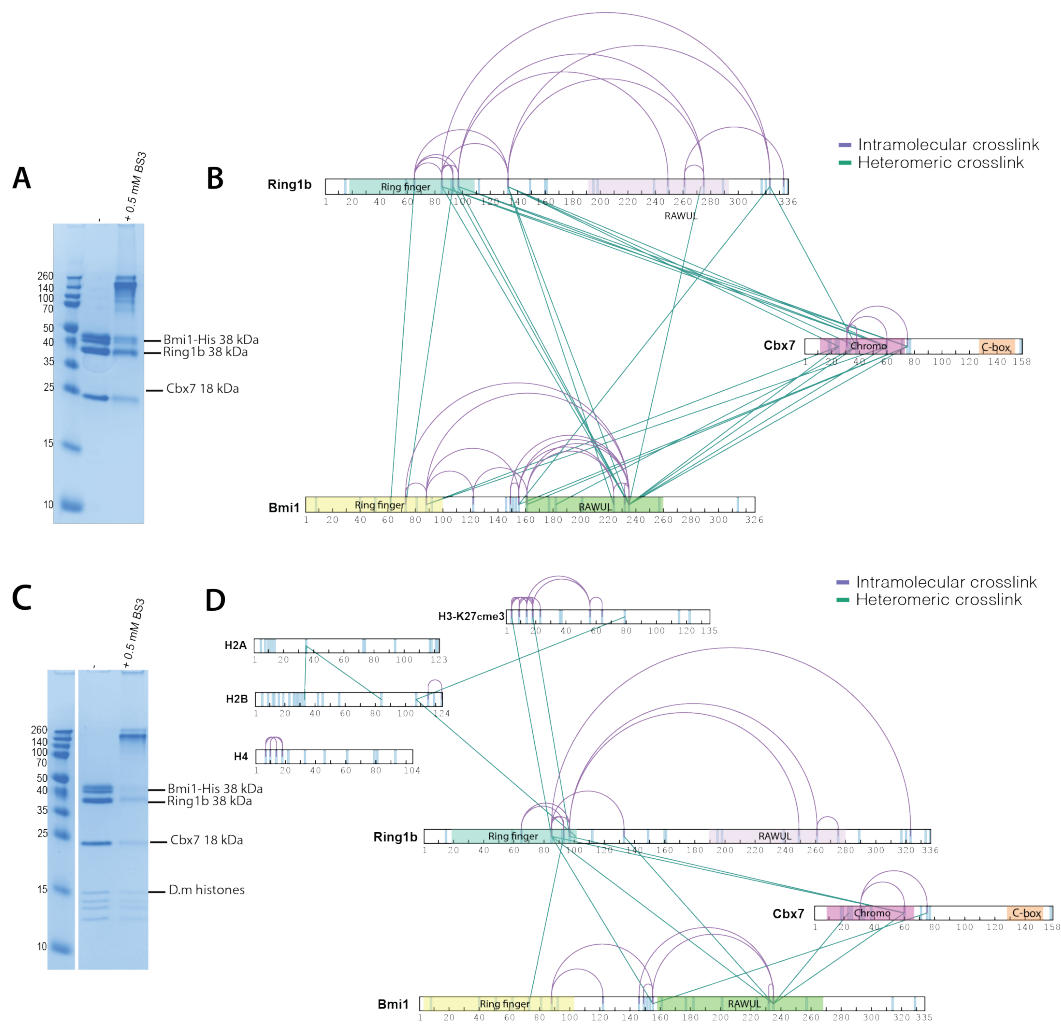 A
-
+ 0.5 mM BS3
260
140
100
70
50
40
35
25
15
10
Bmi1-His 38 kDa
Ring1b 38 kDa
Cbx7 18 kDa
B
Intramolecular crosslink
Heteromeric crosslink
Ring1b
Ring finger
RAWUL
1 20 40 60 80 100 120 140 160 180 200 220 240 260 280 300 336
Cbx7
Chromo
C-box
1 20 40 60 80 100 120 158
Bmi1
Ring finger
RAWUL
1 20 40 60 80 100 120 140 160 180 200 220 240 260 280 300 326
C
-
+ 0.5 mM BS3
260
140
100
70
50
40
35
25
15
10
Bmi1-His 38 kDa
Ring1b 38 kDa
Cbx7 18 kDa
D.m histones
D
Intramolecular crosslink
Heteromeric crosslink
H3-K27cme3
1 20 40 60 80 100 135
H2A
1 20 40 60 80 100 123
H2B
1 20 40 60 80 124
H4
1 20 40 60 80 104
Ring1b
Ring finger
RAWUL
1 20 40 60 80 100 120 140 160 180 200 220 240 260 280 300 336
Cbx7
Chromo
C-box
1 20 40 60 80 100 120 158
Bmi1
Ring finger
RAWUL
1 20 40 60 80 100 120 140 160 180 200 220 240 260 280 300 335